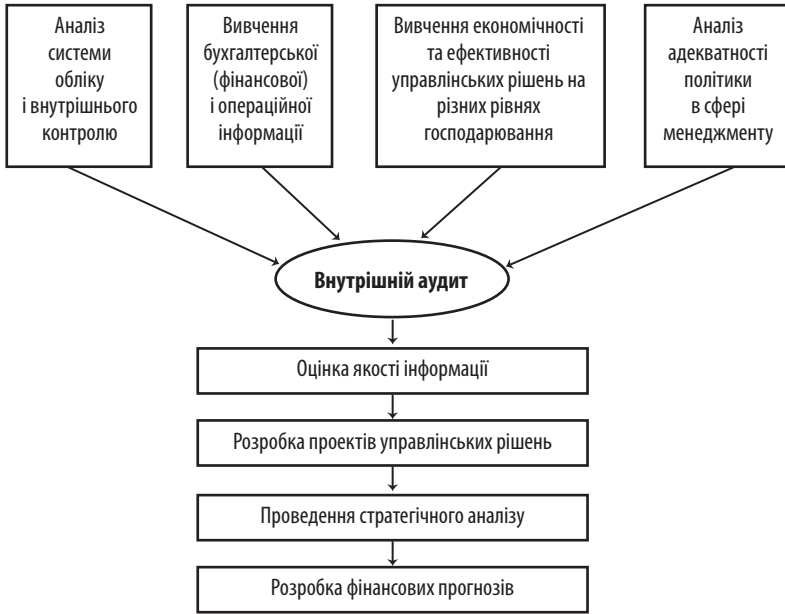 Аналіз
системи
обліку
і внутрішнього
контролю
Вивчення
бухгалтерської
(фінансової)
і операційної
інформації
Вивчення економічності
та ефективності
управлінських рішень на
різних рівнях
господарювання
Аналіз
адекватності
політики
в сфері
менеджменту
Внутрішній аудит
Оцінка якості інформації
Розробка проектів управлінських рішень
Проведення стратегічного аналізу
Розробка фінансових прогнозів